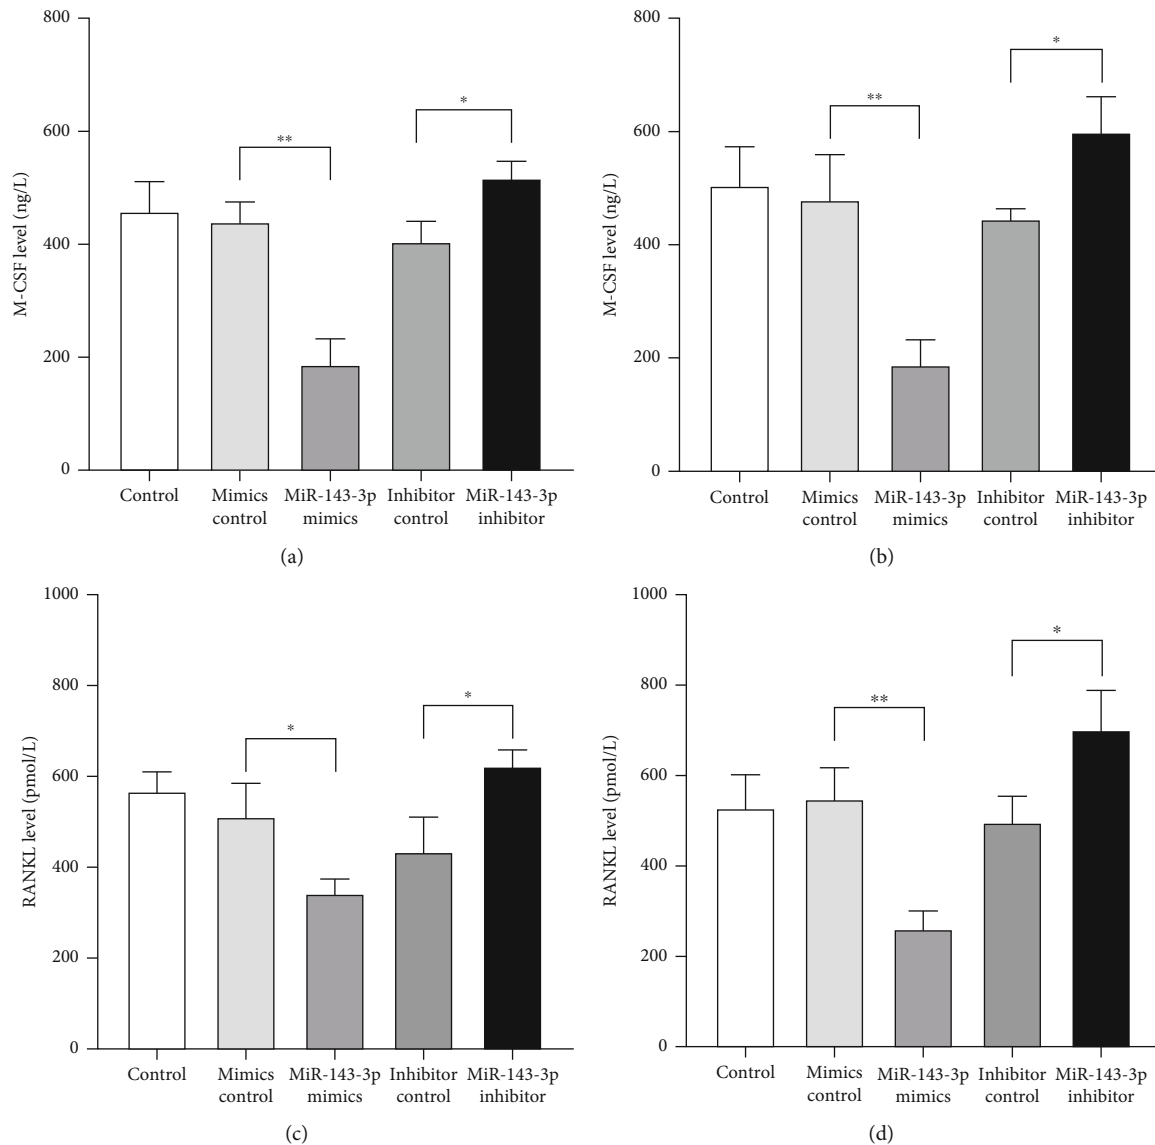 800
600
400
200
0
M-CSF level (ng/L)
**
*
Control
Mimics
control
MiR-143-3p
mimics
Inhibitor
control
MiR-143-3p
inhibitor
(a)
800
600
400
200
0
M-CSF level (ng/L)
**
*
Control
Mimics
control
MiR-143-3p
mimics
Inhibitor
control
MiR-143-3p
inhibitor
(b)
1000
800
600
400
200
0
RANKL level (pmol/L)
*
*
Control
Mimics
control
MiR-143-3p
mimics
Inhibitor
control
MiR-143-3p
inhibitor
(c)
1000
800
600
400
200
0
RANKL level (pmol/L)
**
*
Control
Mimics
control
MiR-143-3p
mimics
Inhibitor
control
MiR-143-3p
inhibitor
(d)